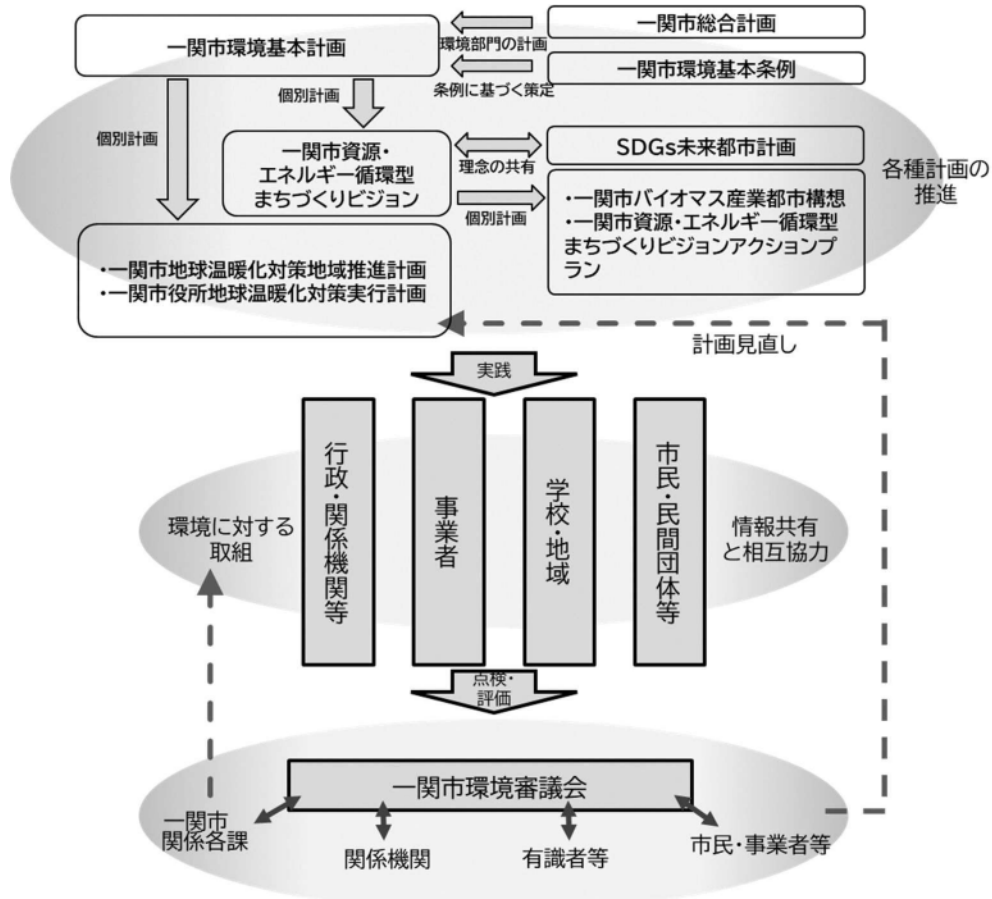 一関市環境基本計画
一関市総合計画
環境部門の計画
一関市環境基本条例
条例に基づく策定
個別計画
個別計画
一関市資源・
エネルギー循環型
まちづくりビジョン
理念の共有
SDGs未来都市計画
各種計画の
推進
個別計画
・一関市バイオマス産業都市構想
・一関市資源・エネルギー循環型
まちづくりビジョンアクションプ
ラン
・一関市地球温暖化対策地域推進計画
・一関市役所地球温暖化対策実行計画
計画見直し
実践
行政・関係機関等
事業者
学校・地域
市民・民間団体等
環境に対する
取組
情報共有
と相互協力
点検・
評価
一関市環境審議会
一関市
関係各課
関係機関
有識者等
市民・事業者等